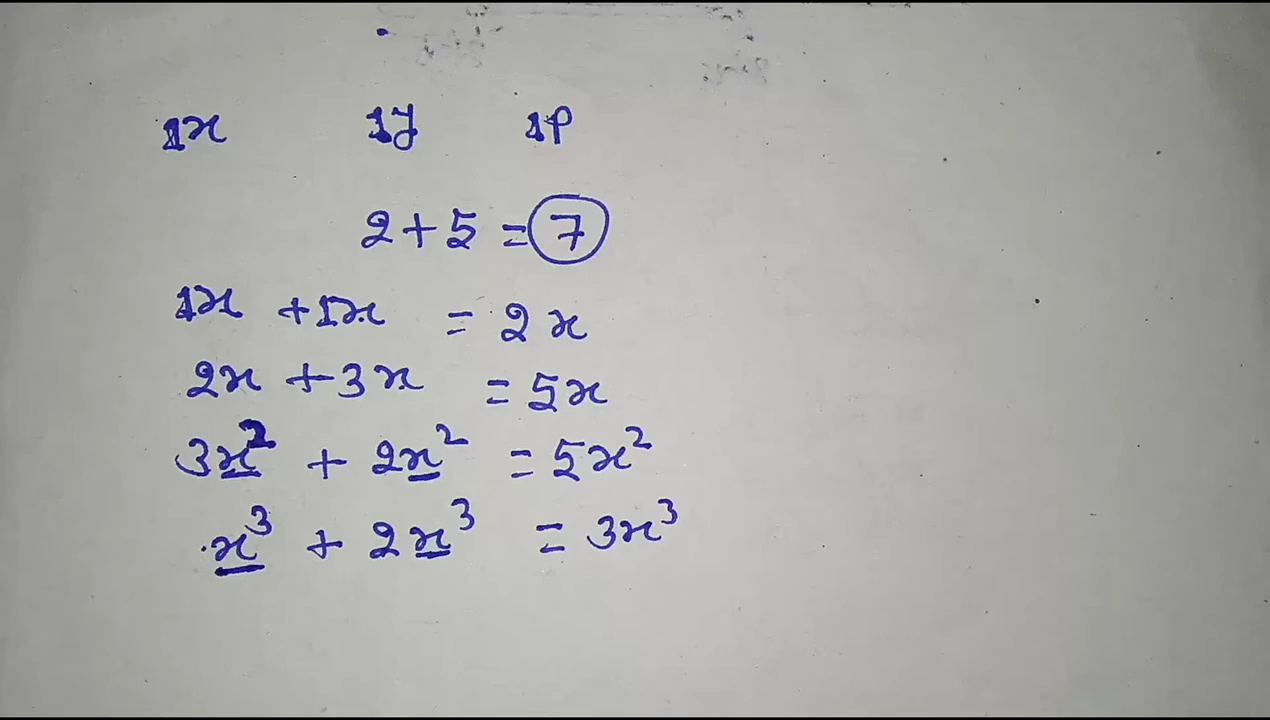 1x 1y 1p
2 + 5 = 7
1x + 1x = 2x
2x + 3x = 5x
3x² + 2x² = 5x²
x³ + 2x³ = 3x³